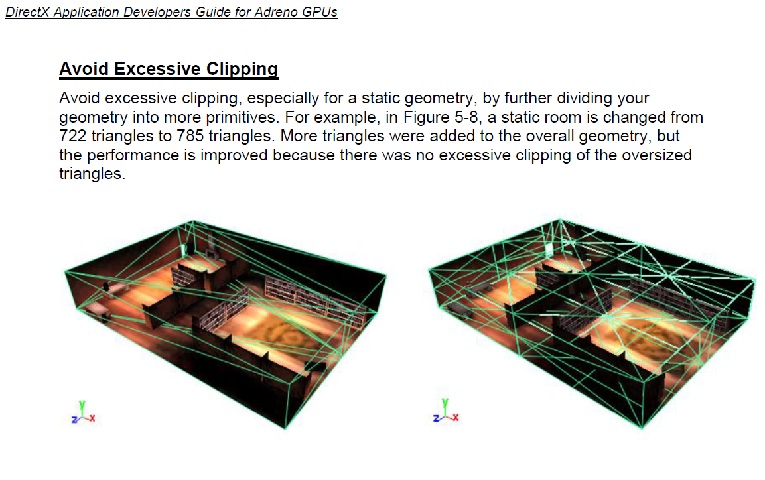 DirectX Application Developers Guide for Adreno GPUs
Avoid Excessive Clipping
Avoid excessive clipping, especially for a static geometry, by further dividing your
geometry into more primitives. For example, in Figure 5-8, a static room is changed from
722 triangles to 785 triangles. More triangles were added to the overall geometry, but
the performance is improved because there was no excessive clipping of the oversized
triangles.
y
z x
y
z x